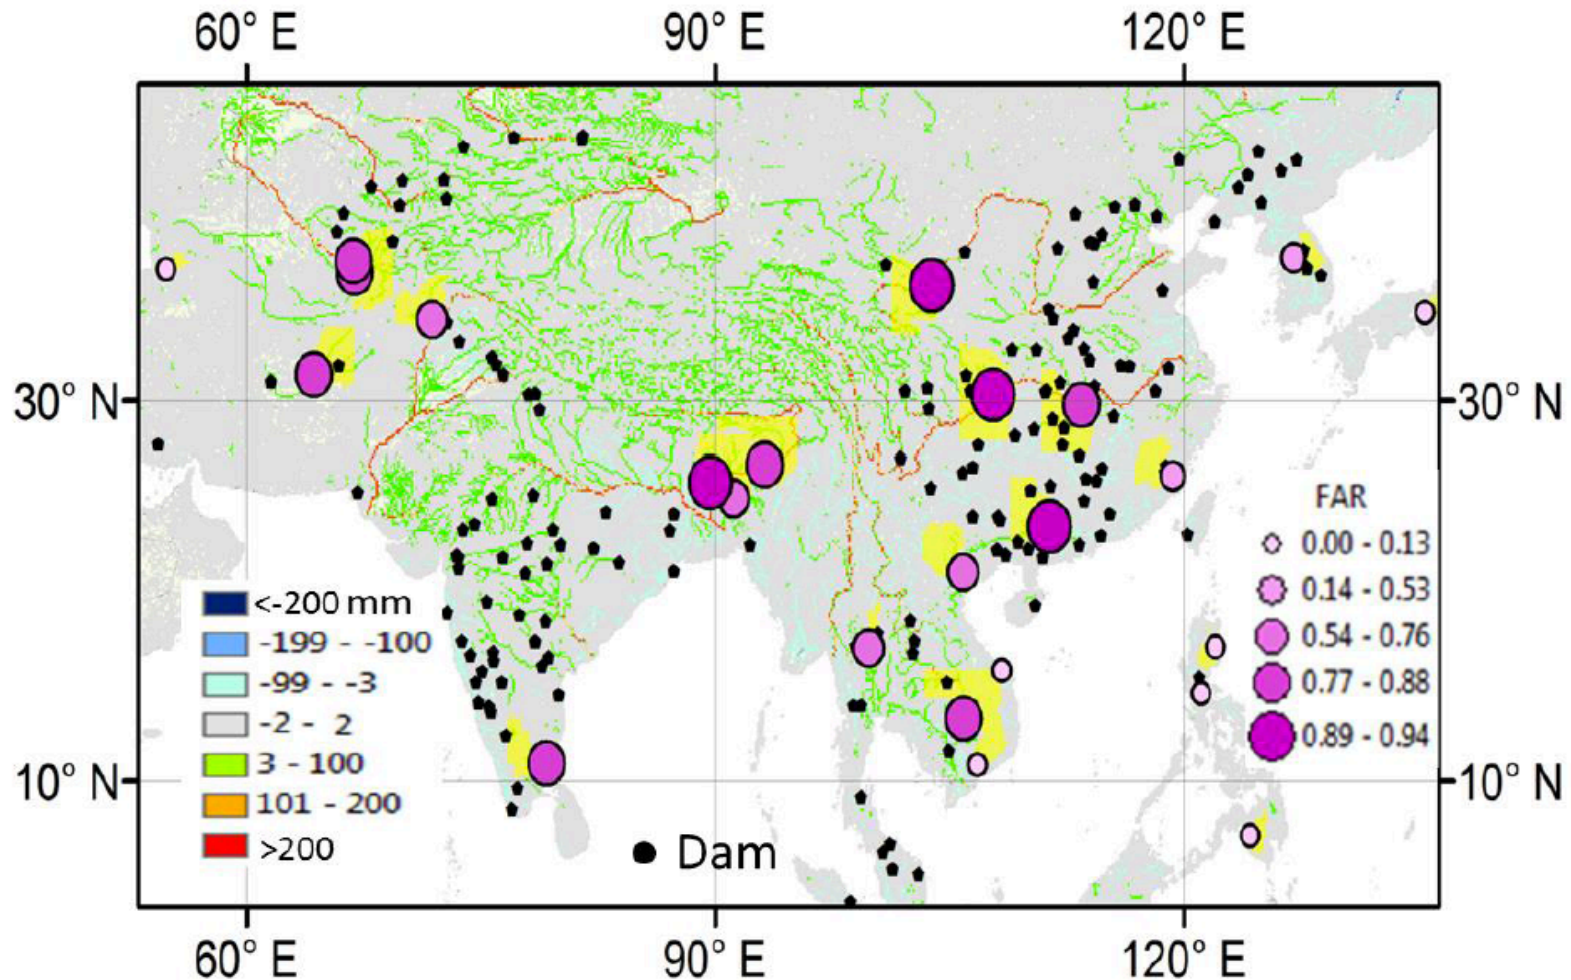 60° E 90° E 120° E
30° N 30° N
FAR
0.00 - 0.13
0.14 - 0.53
0.54 - 0.76
0.77 - 0.88
0.89 - 0.94
<-200 mm
-199 - -100
-99 - -3
-2 - 2
3 - 100
101 - 200
>200
10° N 10° N
Dam
60° E 90° E 120° E